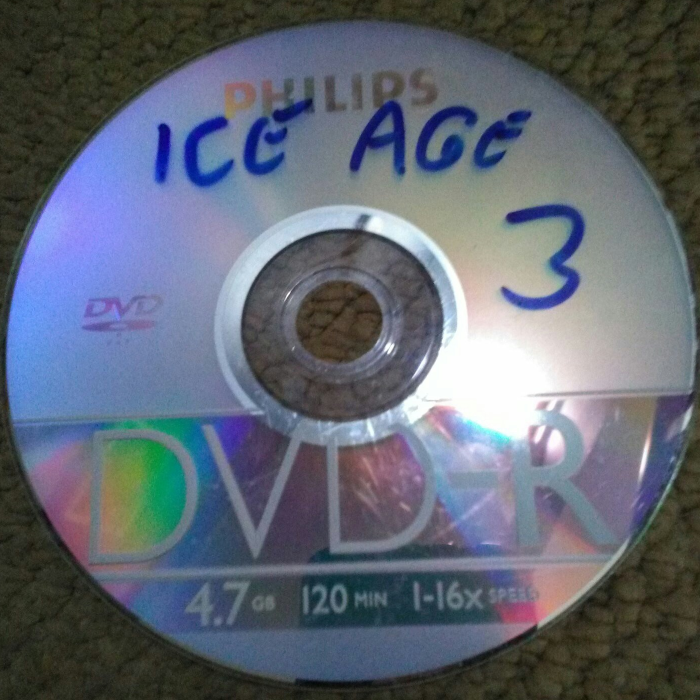 PHILIPS
ICE AGE
3
DVD
DVD-R
4.7 GB 120 MIN 1-16x SPEED